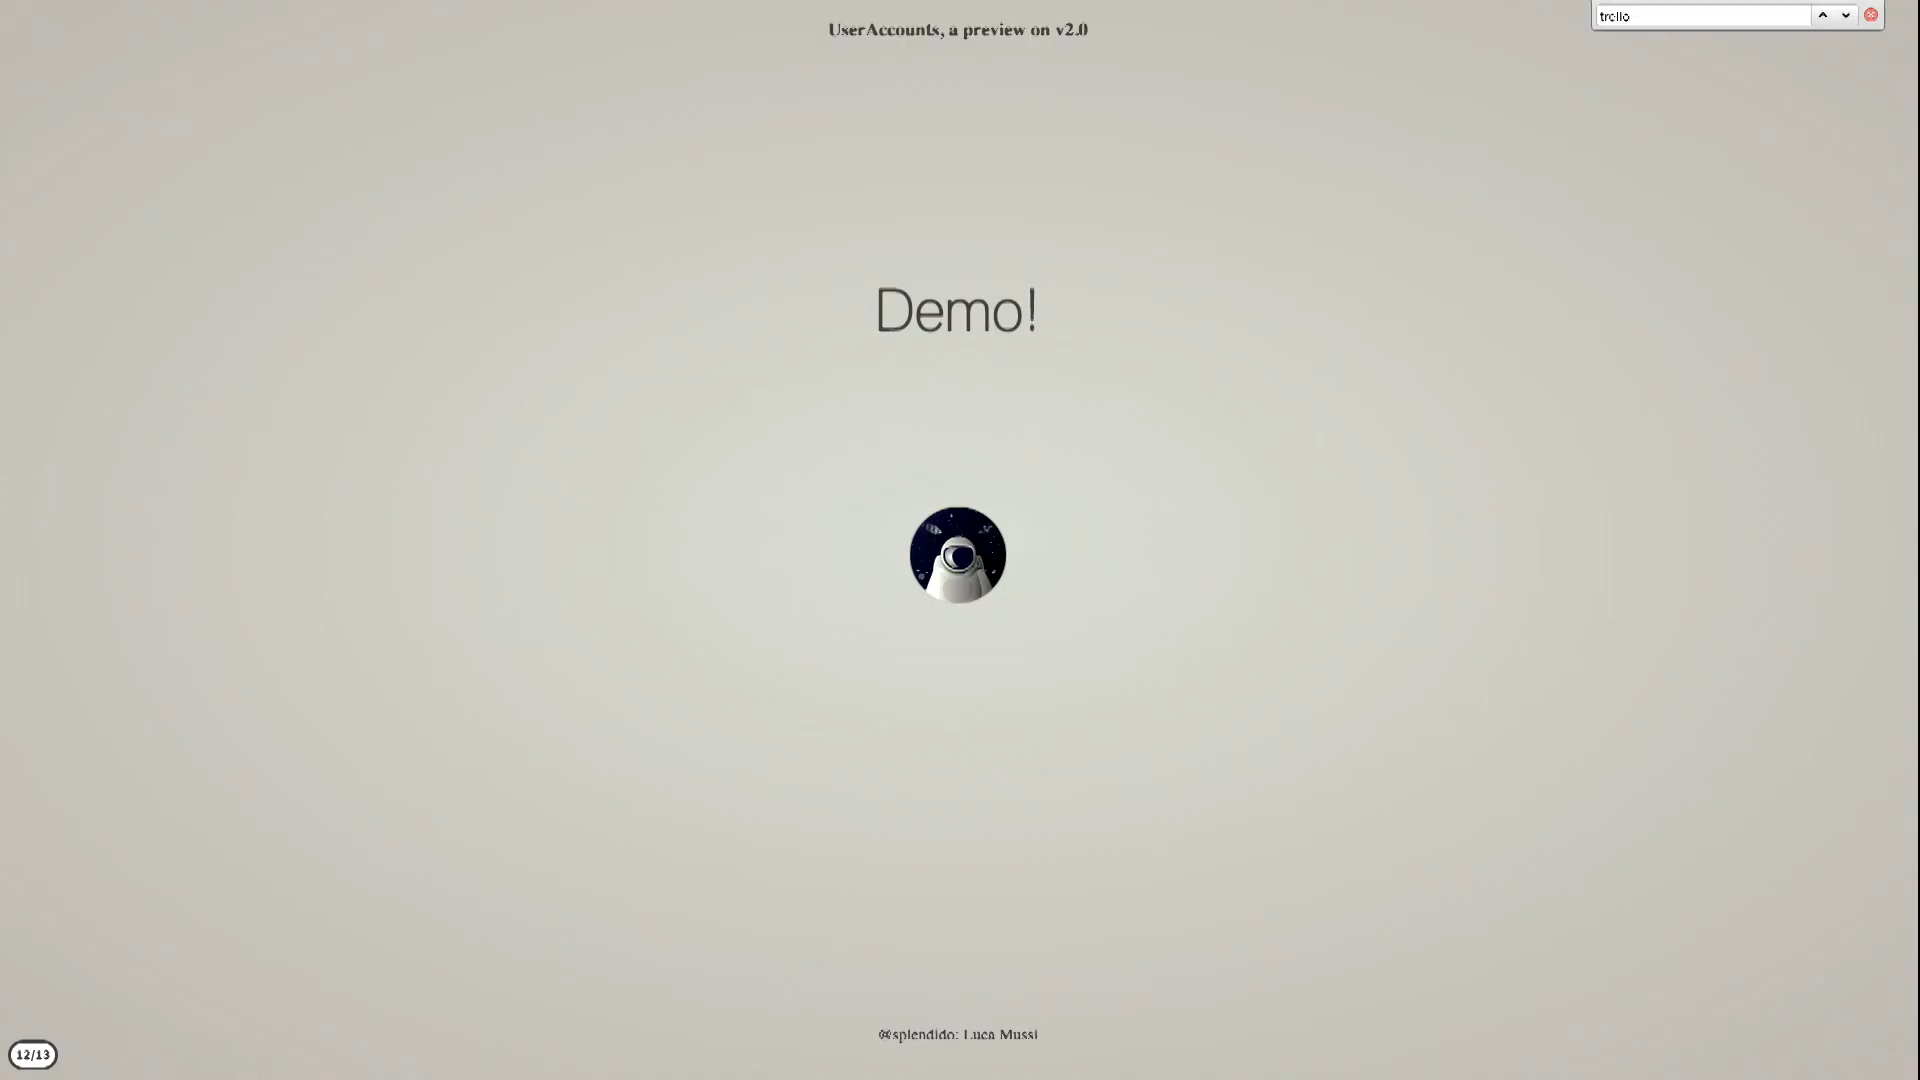 UserAccounts, a preview on v2.0
trello
Demo!
@splendido: Luca Mussi
12/13